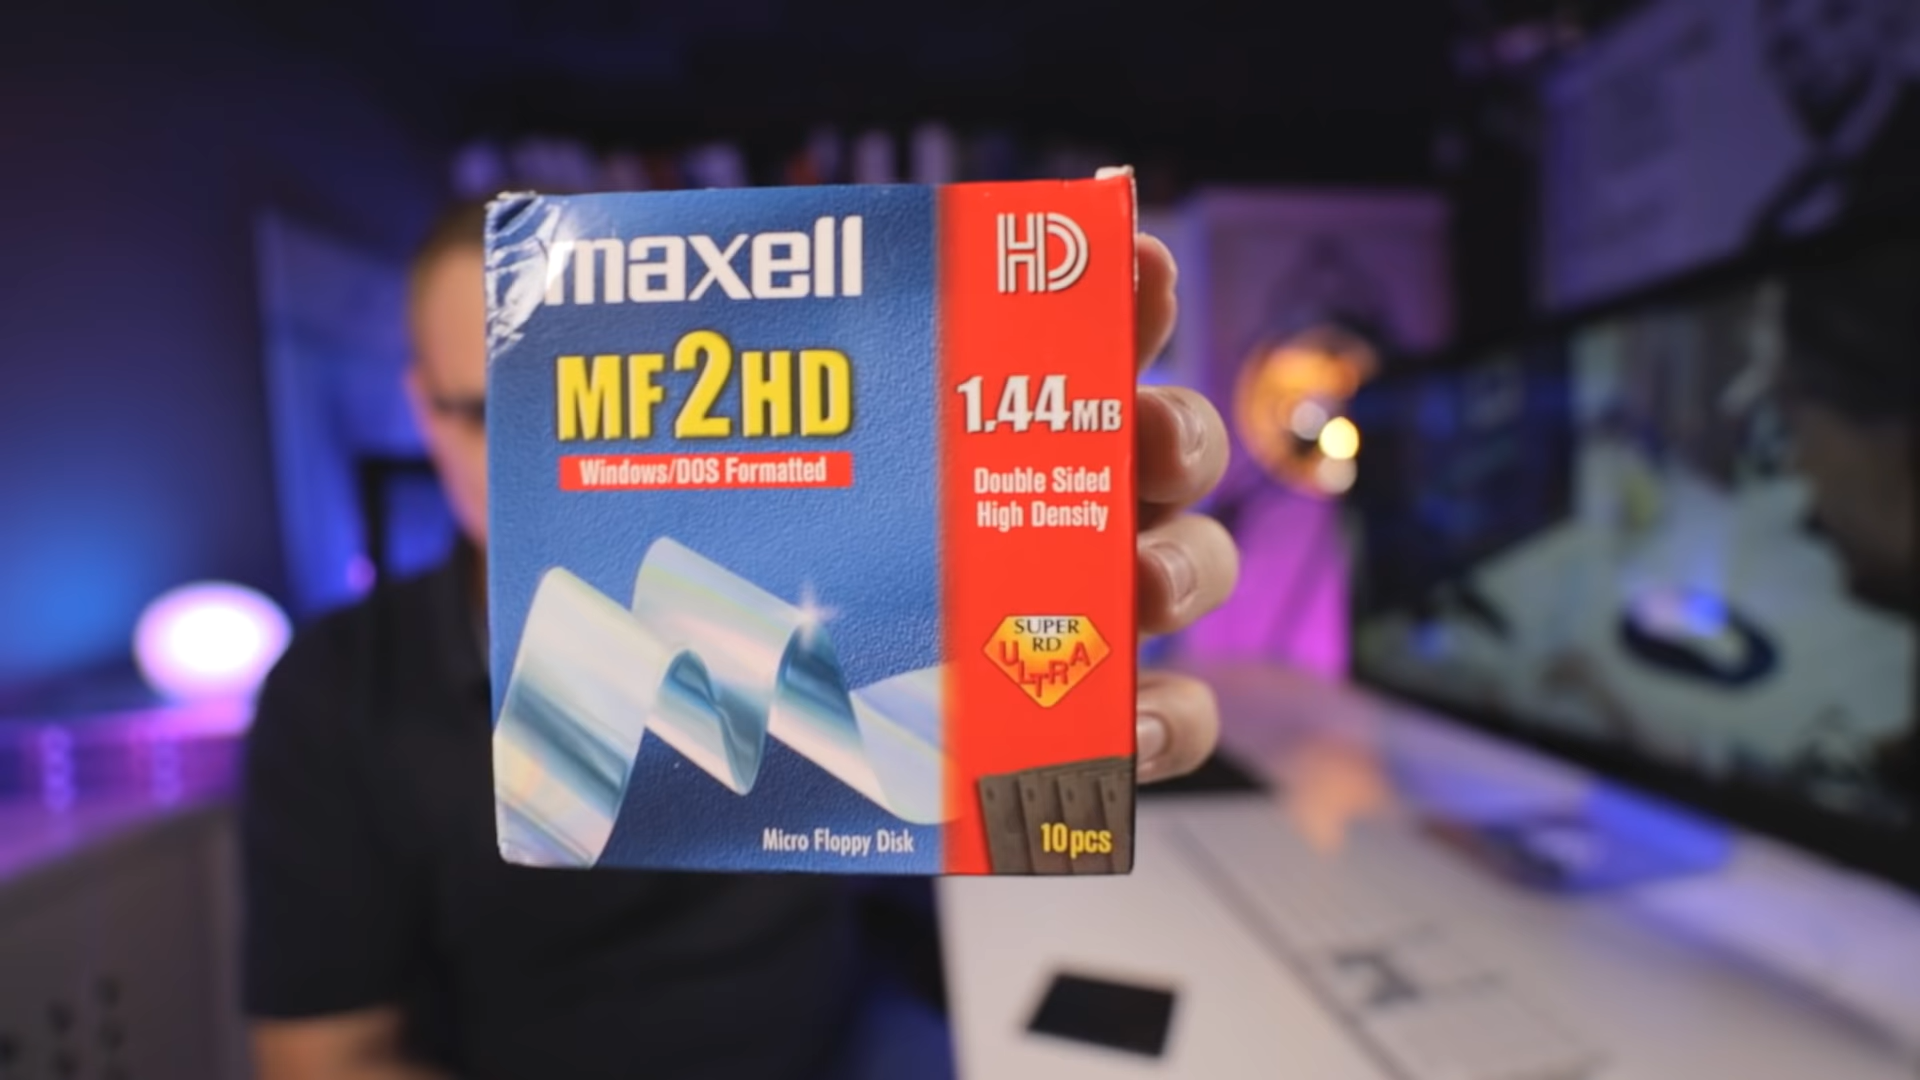 maxell
MF2HD
Windows/DOS Formatted
Micro Floppy Disk
HD
1.44MB
Double Sided
High Density
SUPER
RD
ULTRA
10pcs